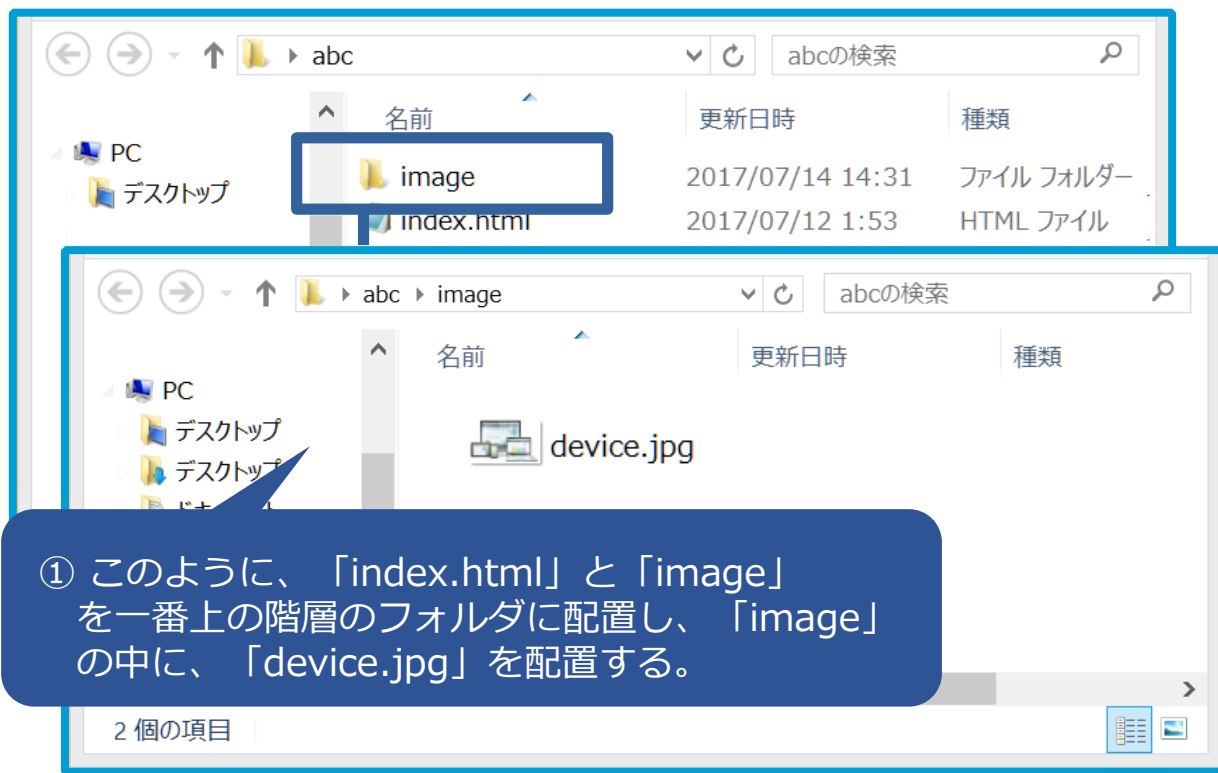 abc
abcの検索
名前 更新日時 種類
PC
デスクトップ
image 2017/07/14 14:31 ファイル フォルダー
index.html 2017/07/12 1:53 HTML ファイル
abc image
abcの検索
名前 更新日時 種類
PC
デスクトップ
device.jpg
デスクトップ
① このように、「index.html」と「image」
を一番上の階層のフォルダに配置し、「image」
の中に、「device.jpg」を配置する。
2 個の項目